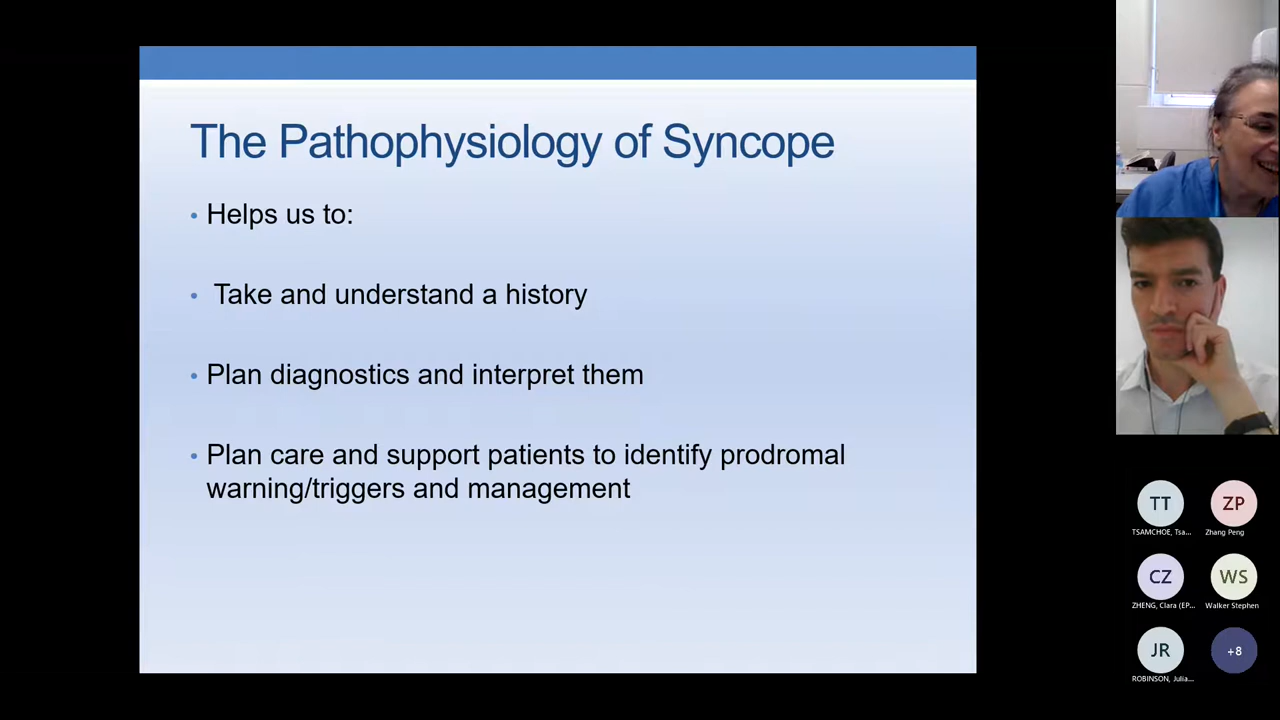 The Pathophysiology of Syncope
• Helps us to:
• Take and understand a history
• Plan diagnostics and interpret them
• Plan care and support patients to identify prodromal
warning/triggers and management
TT
ZP
TSAMCHOE, Tsa...
Zhang Peng
CZ
WS
ZHENG, Clara (EP...
Walker Stephen
JR
+8
ROBINSON, Julia...